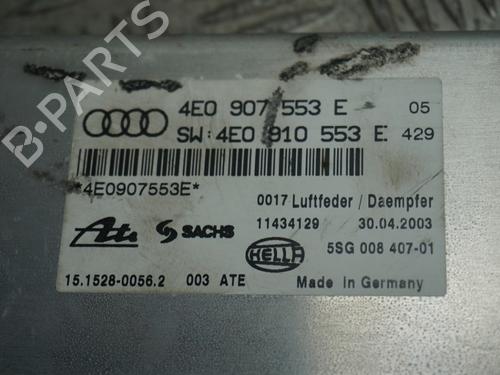 4E0 907 553 E 05
SW: 4E0 910 553 E 429
*4E0907553E*
0017 Luftfeder / Daempfer
11434129 30.04.2003
Ate SACHS HELLA 5SG 008 407-01
15.1528-0056.2 003 ATE Made in Germany
B-PARTS